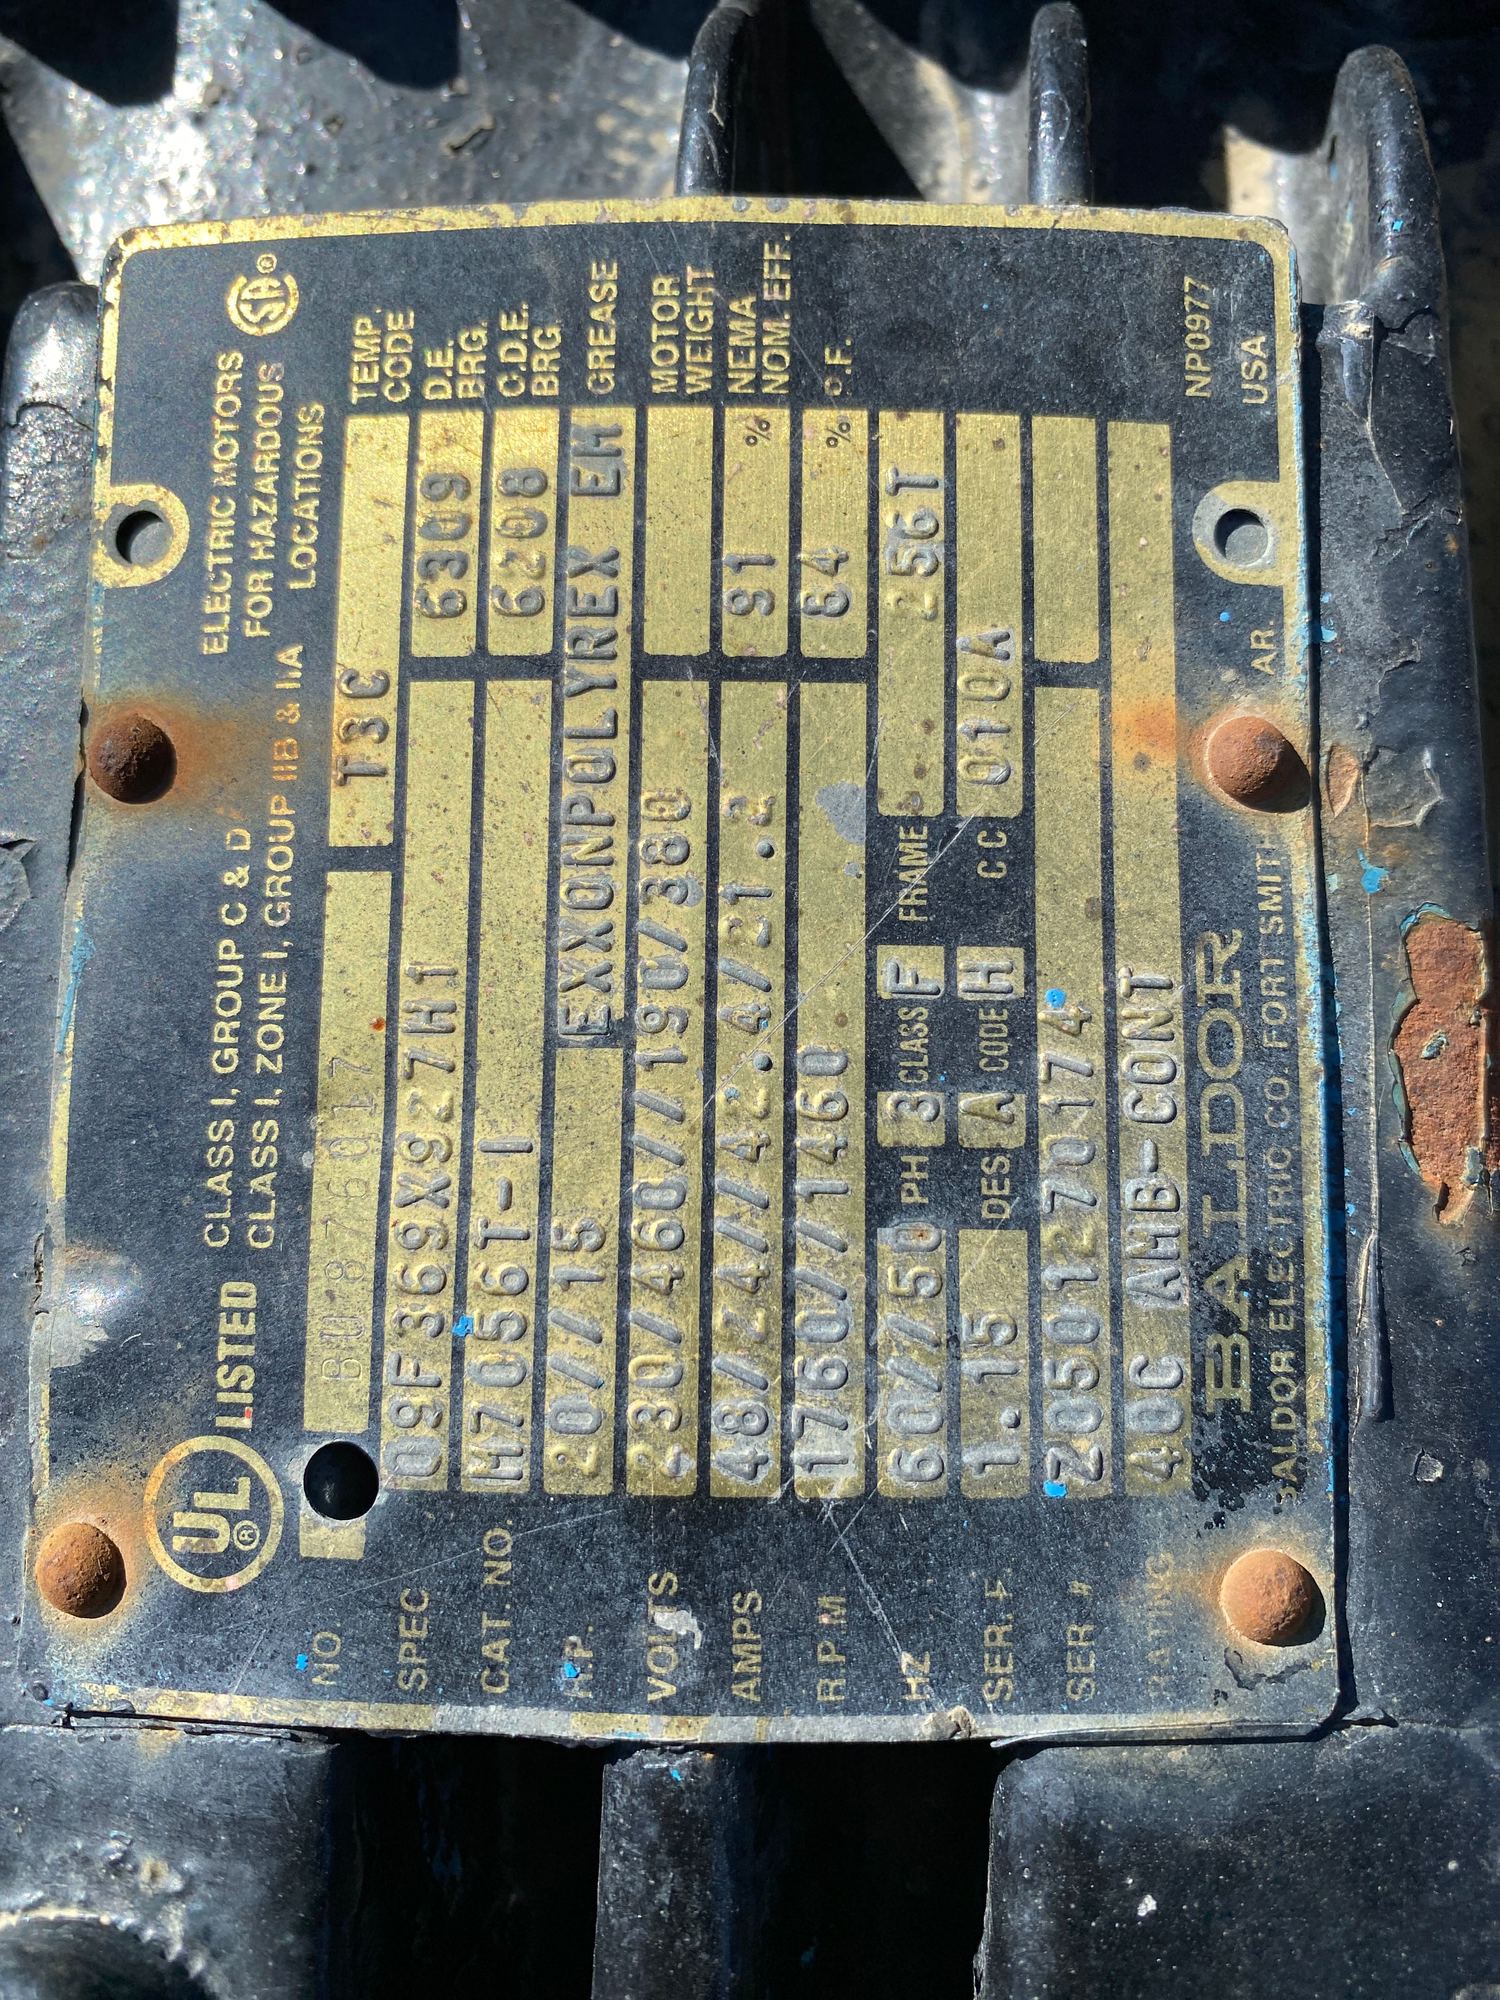 UL® LISTED CLASS I, GROUP C & D ELECTRIC MOTORS SA®
CLASS I, ZONE I, GROUP IIB & IIA FOR HAZARDOUS
LOCATIONS
NO. T3C TEMP. CODE
SPEC 09F369X927H1 6309 D.E. BRG.
CAT. NO. M7056T-I 6208 O.D.E. BRG.
H.P. 20//15 EXXONPOLYREX EM GREASE
VOLTS 230/460//190/380 MOTOR WEIGHT
AMPS 48/24//42.4/21.2 91 % NEMA NOM. EFF.
R.P.M. 1760//1460 84 % P.F.
HZ 60//50 PH 3 CLASS F FRAME 256T
SER. F. 1.15 DES A CODE H CC 010A
SER. # Z0501270174
RATING 40C AMB-CONT
BALDOR NP0977
BALDOR ELECTRIC CO. FORT SMITH, AR. USA